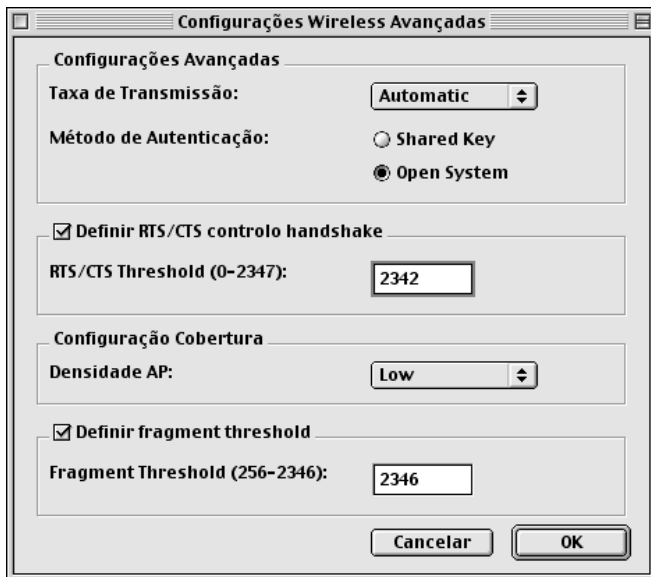 Configurações Wireless Avançadas
Configurações Avançadas
Taxa de Transmissão: Automatic
Método de Autenticação: Shared Key
Open System
Definir RTS/CTS controlo handshake
RTS/CTS Threshold (0-2347): 2342
Configuração Cobertura
Densidade AP: Low
Definir fragment threshold
Fragment Threshold (256-2346): 2346
Cancelar OK